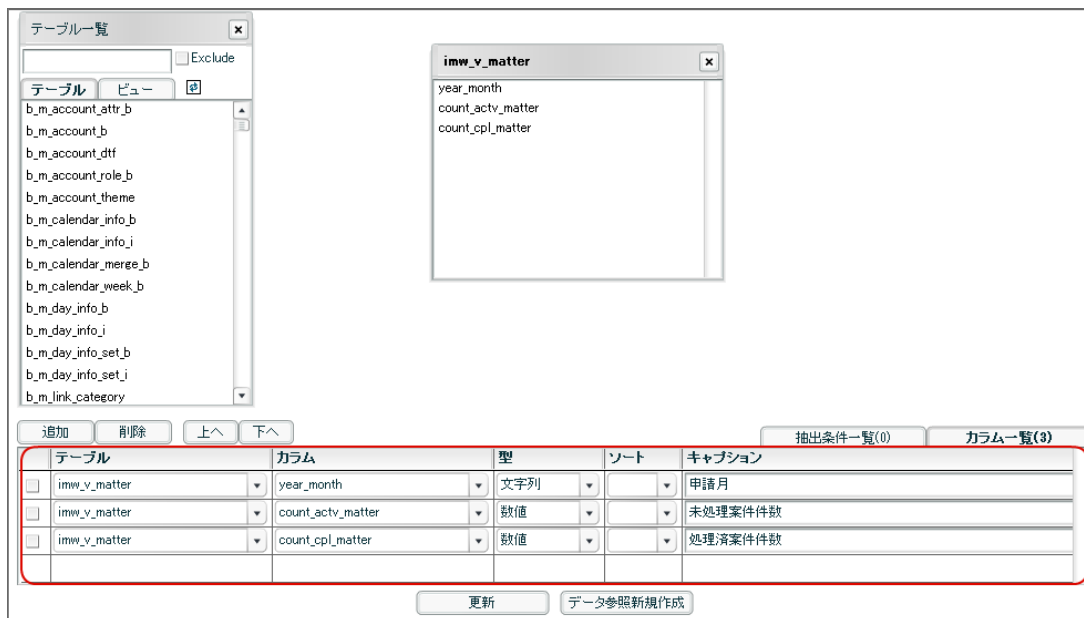 テーブル一覧
Exclude
テーブル ビュー
b_m_account_attr_b
b_m_account_b
b_m_account_dtf
b_m_account_role_b
b_m_account_theme
b_m_calendar_info_b
b_m_calendar_info_i
b_m_calendar_merge_b
b_m_calendar_week_b
b_m_day_info_b
b_m_day_info_i
b_m_day_info_set_b
b_m_day_info_set_i
b_m_link_category
imw_v_matter
year_month
count_actv_matter
count_cpl_matter
追加 削除 上へ 下へ 抽出条件一覧(0) カラム一覧(3)
テーブル カラム 型 ソート キャプション
imw_v_matter year_month 文字列 申請月
imw_v_matter count_actv_matter 数値 未処理案件件数
imw_v_matter count_cpl_matter 数値 処理済案件件数
更新 データ参照新規作成